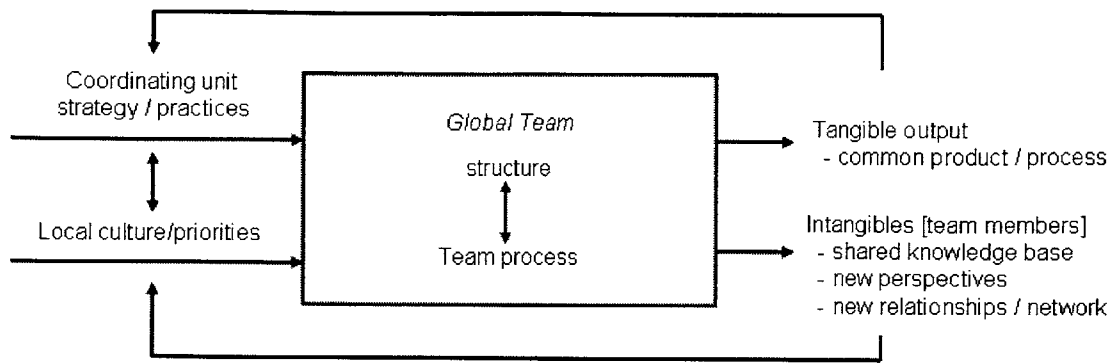 Coordinating unit
strategy / practices
Local culture/priorities
Global Team
structure
Team process
Tangible output
- common product / process
Intangibles [team members]
- shared knowledge base
- new perspectives
- new relationships / network